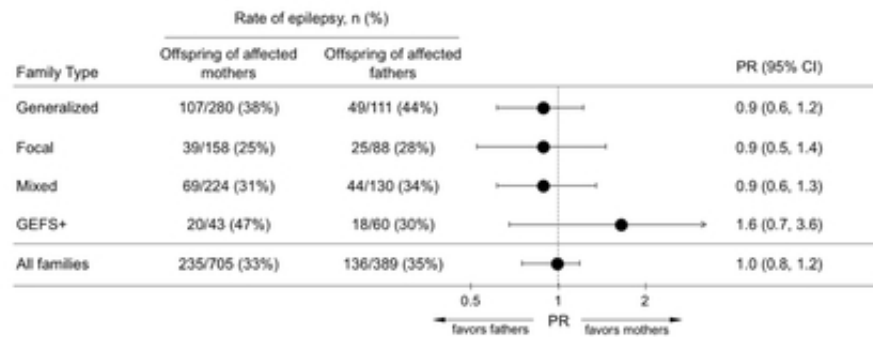 Rate of epilepsy, n (%)
Family Type Offspring of affected mothers Offspring of affected fathers PR (95% CI)
Generalized 107/280 (38%) 49/111 (44%) 0.9 (0.6, 1.2)
Focal 39/158 (25%) 25/88 (28%) 0.9 (0.5, 1.4)
Mixed 69/224 (31%) 44/130 (34%) 0.9 (0.6, 1.3)
GEFS+ 20/43 (47%) 18/60 (30%) 1.6 (0.7, 3.6)
All families 235/705 (33%) 136/389 (35%) 1.0 (0.8, 1.2)
0.5 1 2
favors fathers PR favors mothers